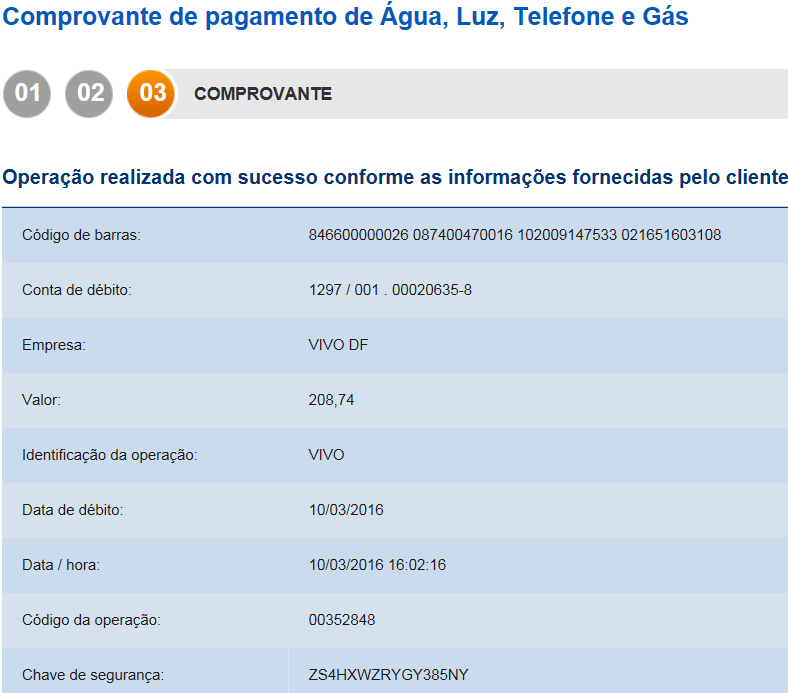 Comprovante de pagamento de Água, Luz, Telefone e Gás
01 02 03 COMPROVANTE
Operação realizada com sucesso conforme as informações fornecidas pelo cliente
Código de barras: 846600000026 087400470016 102009147533 021651603108
Conta de débito: 1297 / 001 . 00020635-8
Empresa: VIVO DF
Valor: 208,74
Identificação da operação: VIVO
Data de débito: 10/03/2016
Data / hora: 10/03/2016 16:02:16
Código da operação: 00352848
Chave de segurança: ZS4HXWZRYGY385NY